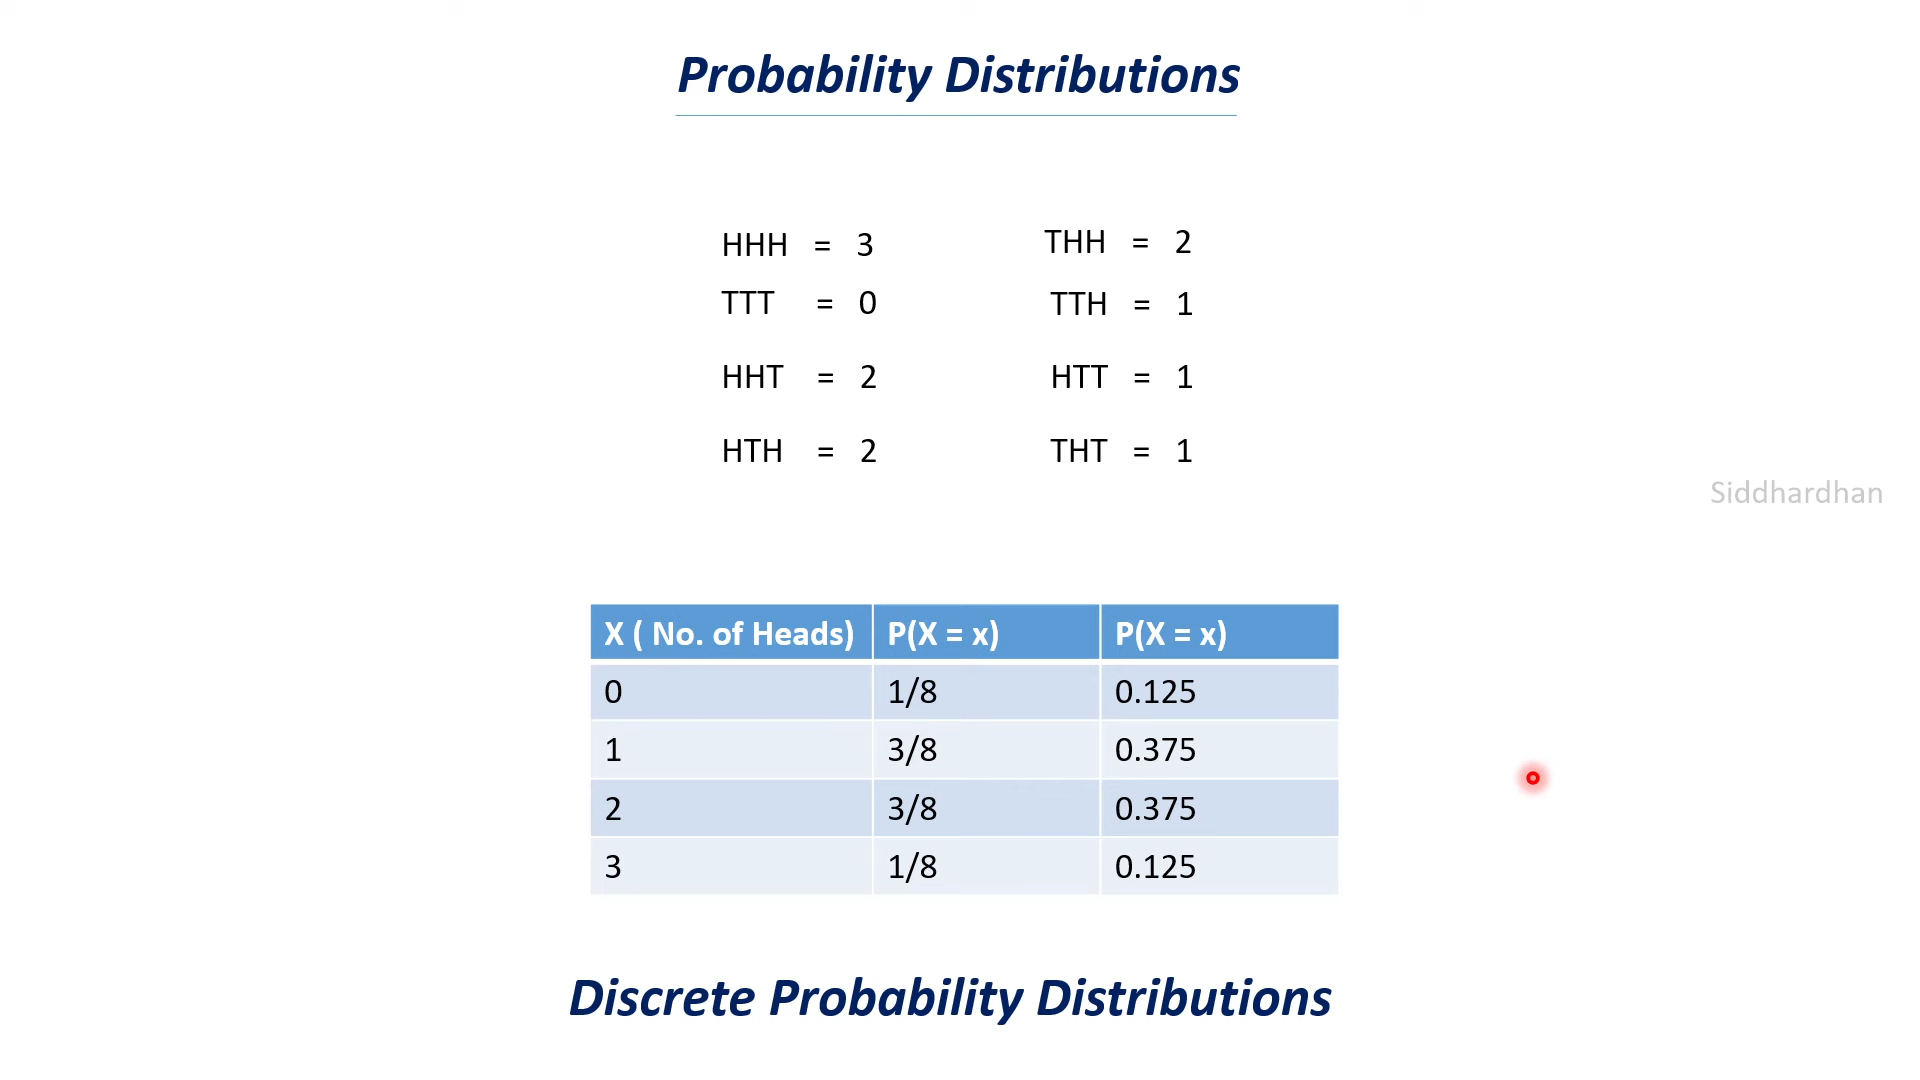 Probability Distributions
HHH = 3
TTT = 0
HHT = 2
HTH = 2
THH = 2
TTH = 1
HTT = 1
THT = 1
Siddhardhan
X ( No. of Heads) P(X = x) P(X = x)
0 1/8 0.125
1 3/8 0.375
2 3/8 0.375
3 1/8 0.125
Discrete Probability Distributions